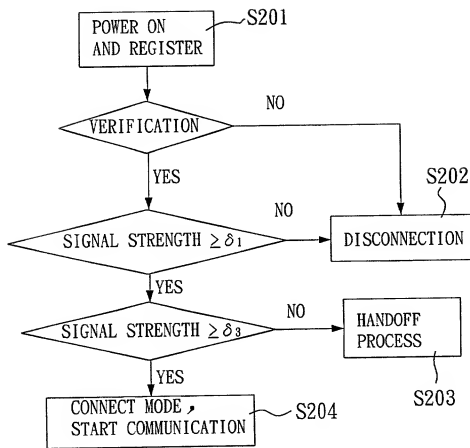 POWER ON
AND REGISTER
S201
NO
VERIFICATION
YES
S202
NO
SIGNAL STRENGTH ≥ δ1
DISCONNECTION
YES
NO
SIGNAL STRENGTH ≥ δ3
HANDOFF
PROCESS
YES
S203
CONNECT MODE,
START COMMUNICATION
S204